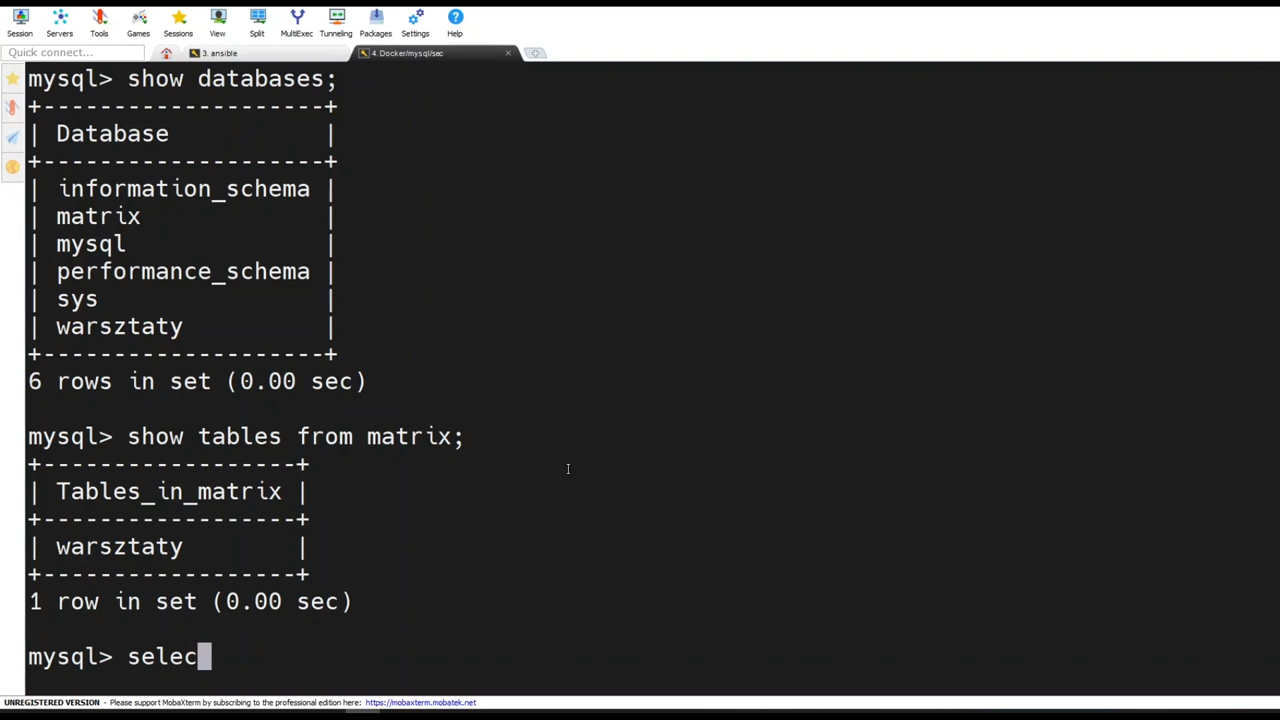 Session Servers Tools Games Sessions View Split MultiExec Tunneling Packages Settings Help
Quick connect... 3. ansible 4. Docker/mysql/sec
mysql> show databases;
+--------------------+
| Database           |
+--------------------+
| information_schema |
| matrix             |
| mysql              |
| performance_schema |
| sys                |
| warsztaty          |
+--------------------+
6 rows in set (0.00 sec)
mysql> show tables from matrix;
+------------------+
| Tables_in_matrix |
+------------------+
| warsztaty        |
+------------------+
1 row in set (0.00 sec)
mysql> selec
UNREGISTERED VERSION - Please support MobaXterm by subscribing to the professional edition here: https://mobaxterm.mobatek.net